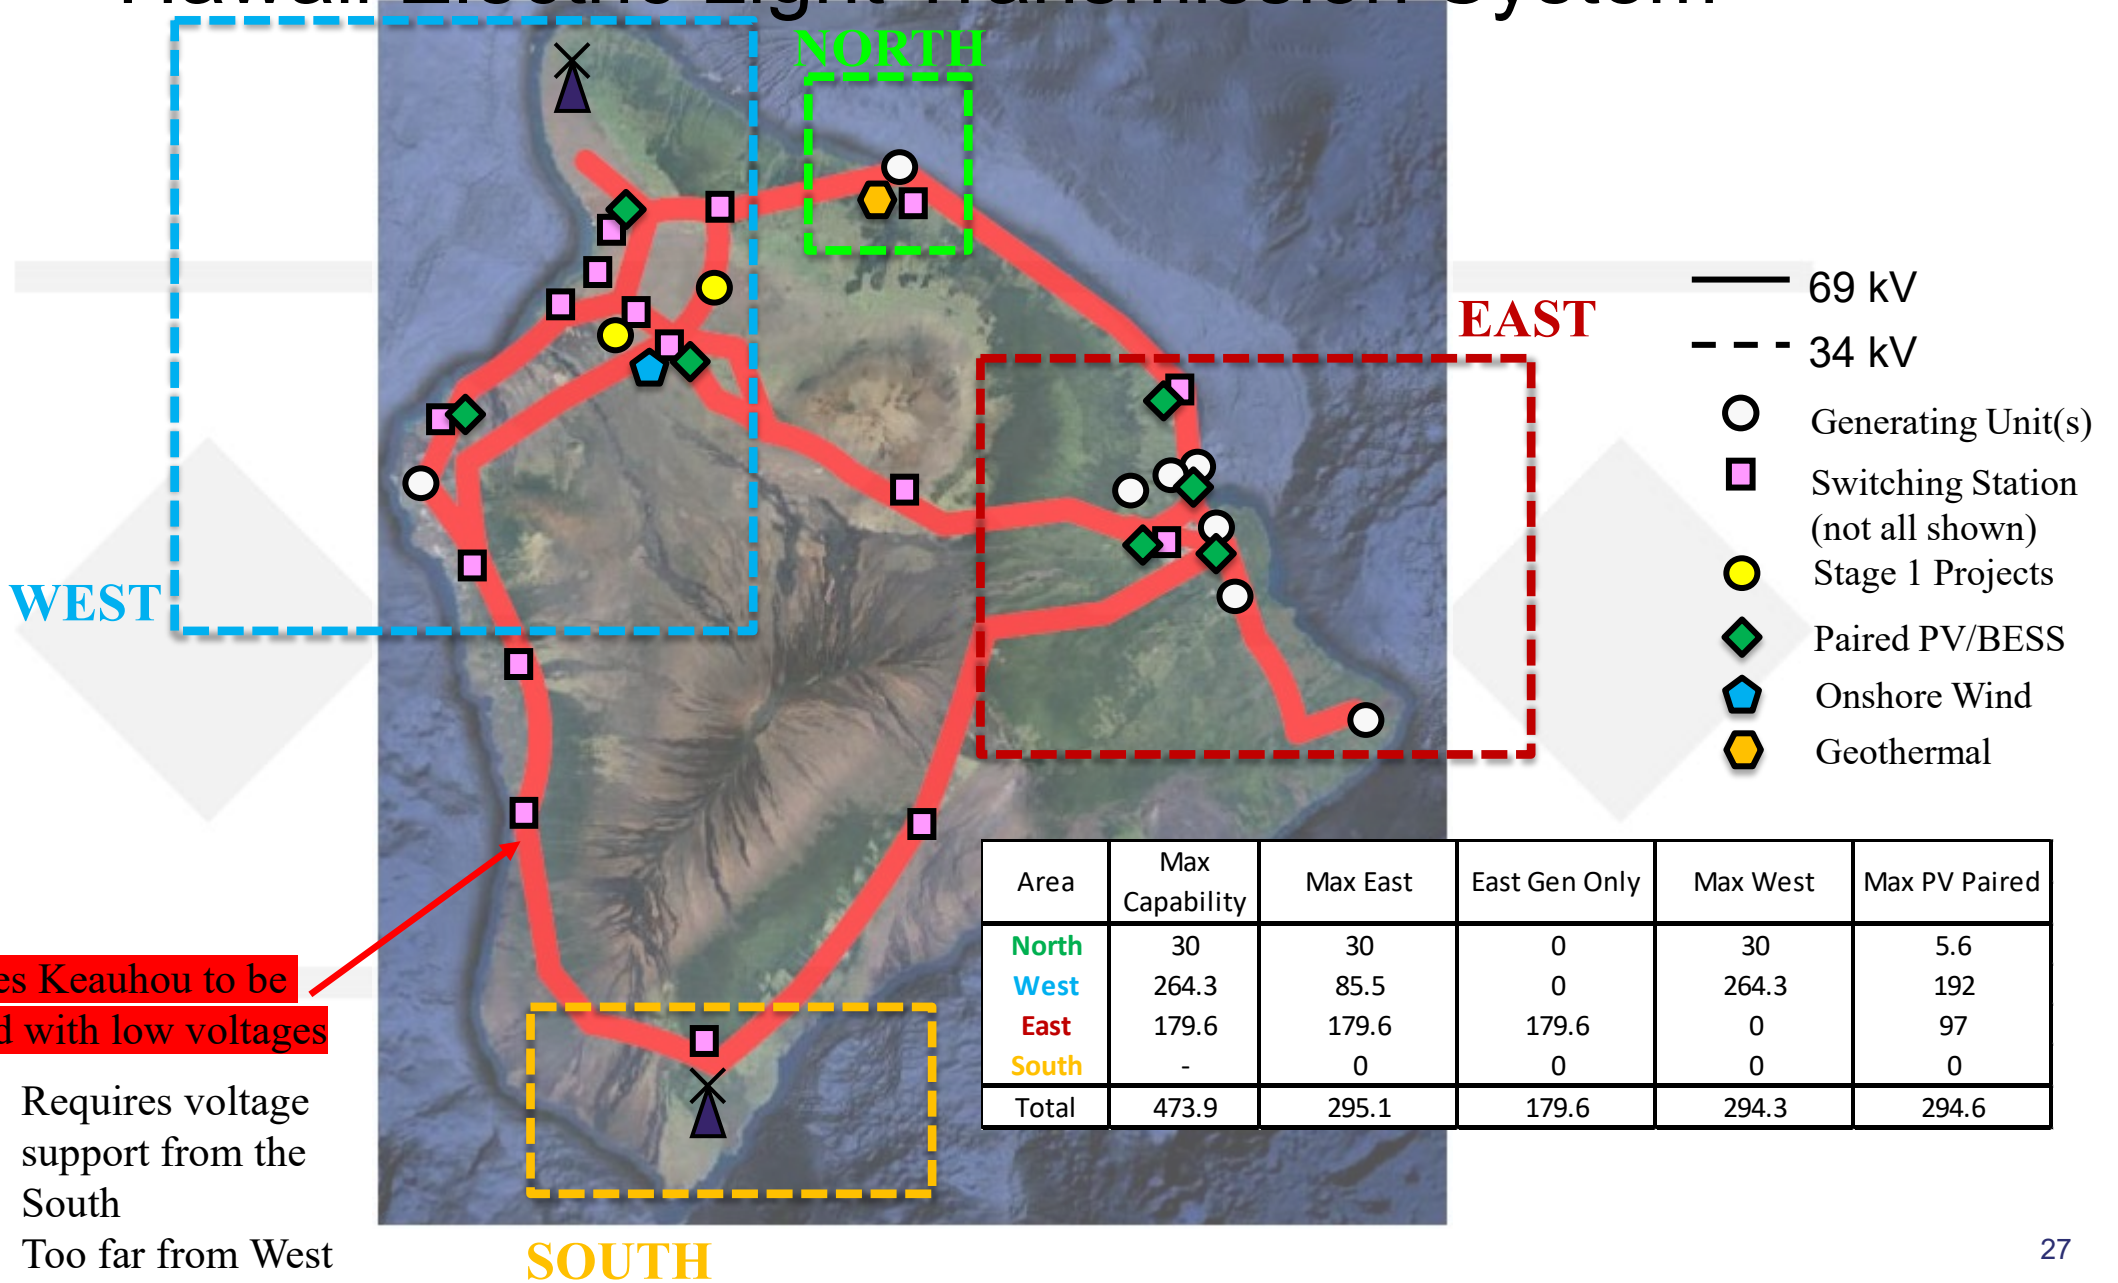 Hawaii Electric Light Transmission System
NORTH
EAST
WEST
SOUTH
69 kV
34 kV
Generating Unit(s)
Switching Station
(not all shown)
Stage 1 Projects
Paired PV/BESS
Onshore Wind
Geothermal
es Keauhou to be
d with low voltages
Requires voltage
support from the
South
Too far from West
Area Max Capability Max East East Gen Only Max West Max PV Paired
North 30 30 0 30 5.6
West 264.3 85.5 0 264.3 192
East 179.6 179.6 179.6 0 97
South - 0 0 0 0
Total 473.9 295.1 179.6 294.3 294.6
27